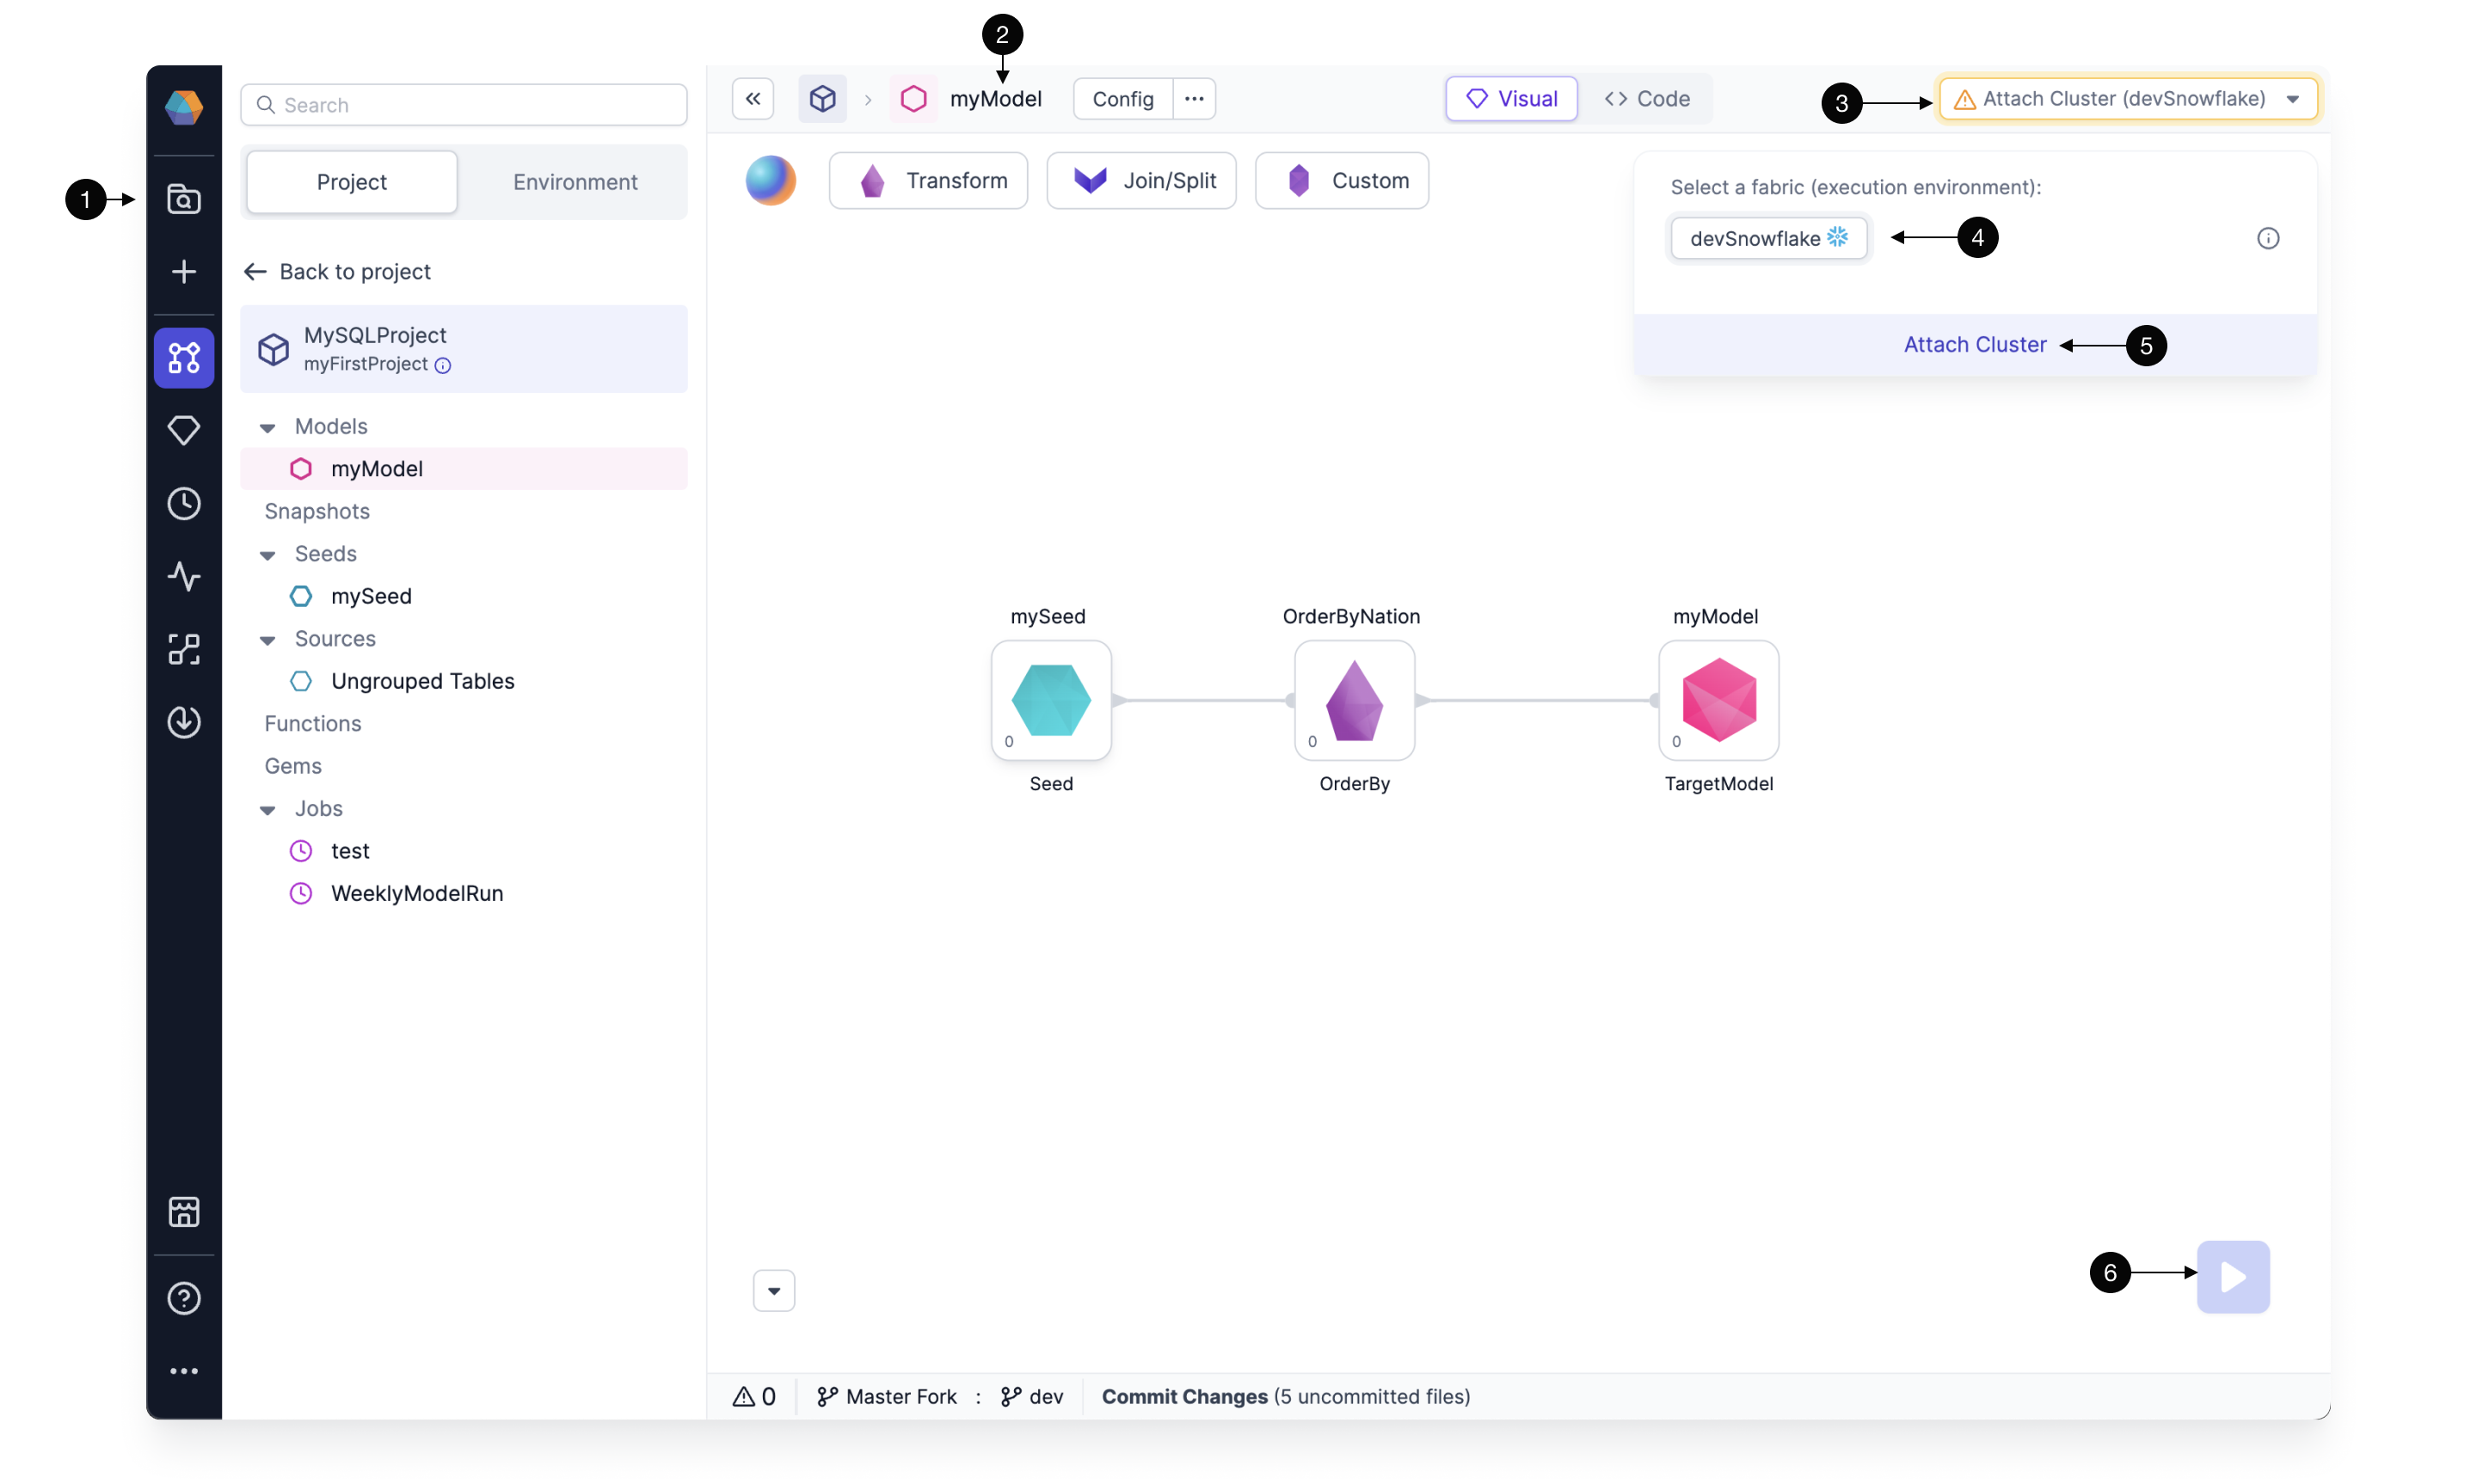 2
Search
myModel
Config
Visual
Code
3
Attach Cluster (devSnowflake)
1
Project
Environment
Transform
Join/Split
Custom
Select a fabric (execution environment):
devSnowflake
4
Back to project
MySQLProject
myFirstProject
Attach Cluster
5
Models
myModel
Snapshots
Seeds
mySeed
Sources
Ungrouped Tables
Functions
Gems
Jobs
test
WeeklyModelRun
mySeed
OrderByNation
myModel
0
0
0
Seed
OrderBy
TargetModel
6
0
Master Fork : dev
Commit Changes (5 uncommitted files)